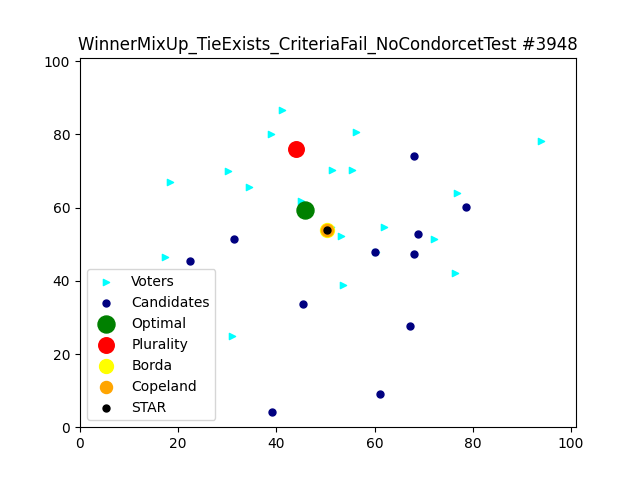 WinnerMixUp_TieExists_CriteriaFail_NoCondorcetTest #3948
100
80
60
40
20
0
Voters
Candidates
Optimal
Plurality
Borda
Copeland
STAR
0 20 40 60 80 100